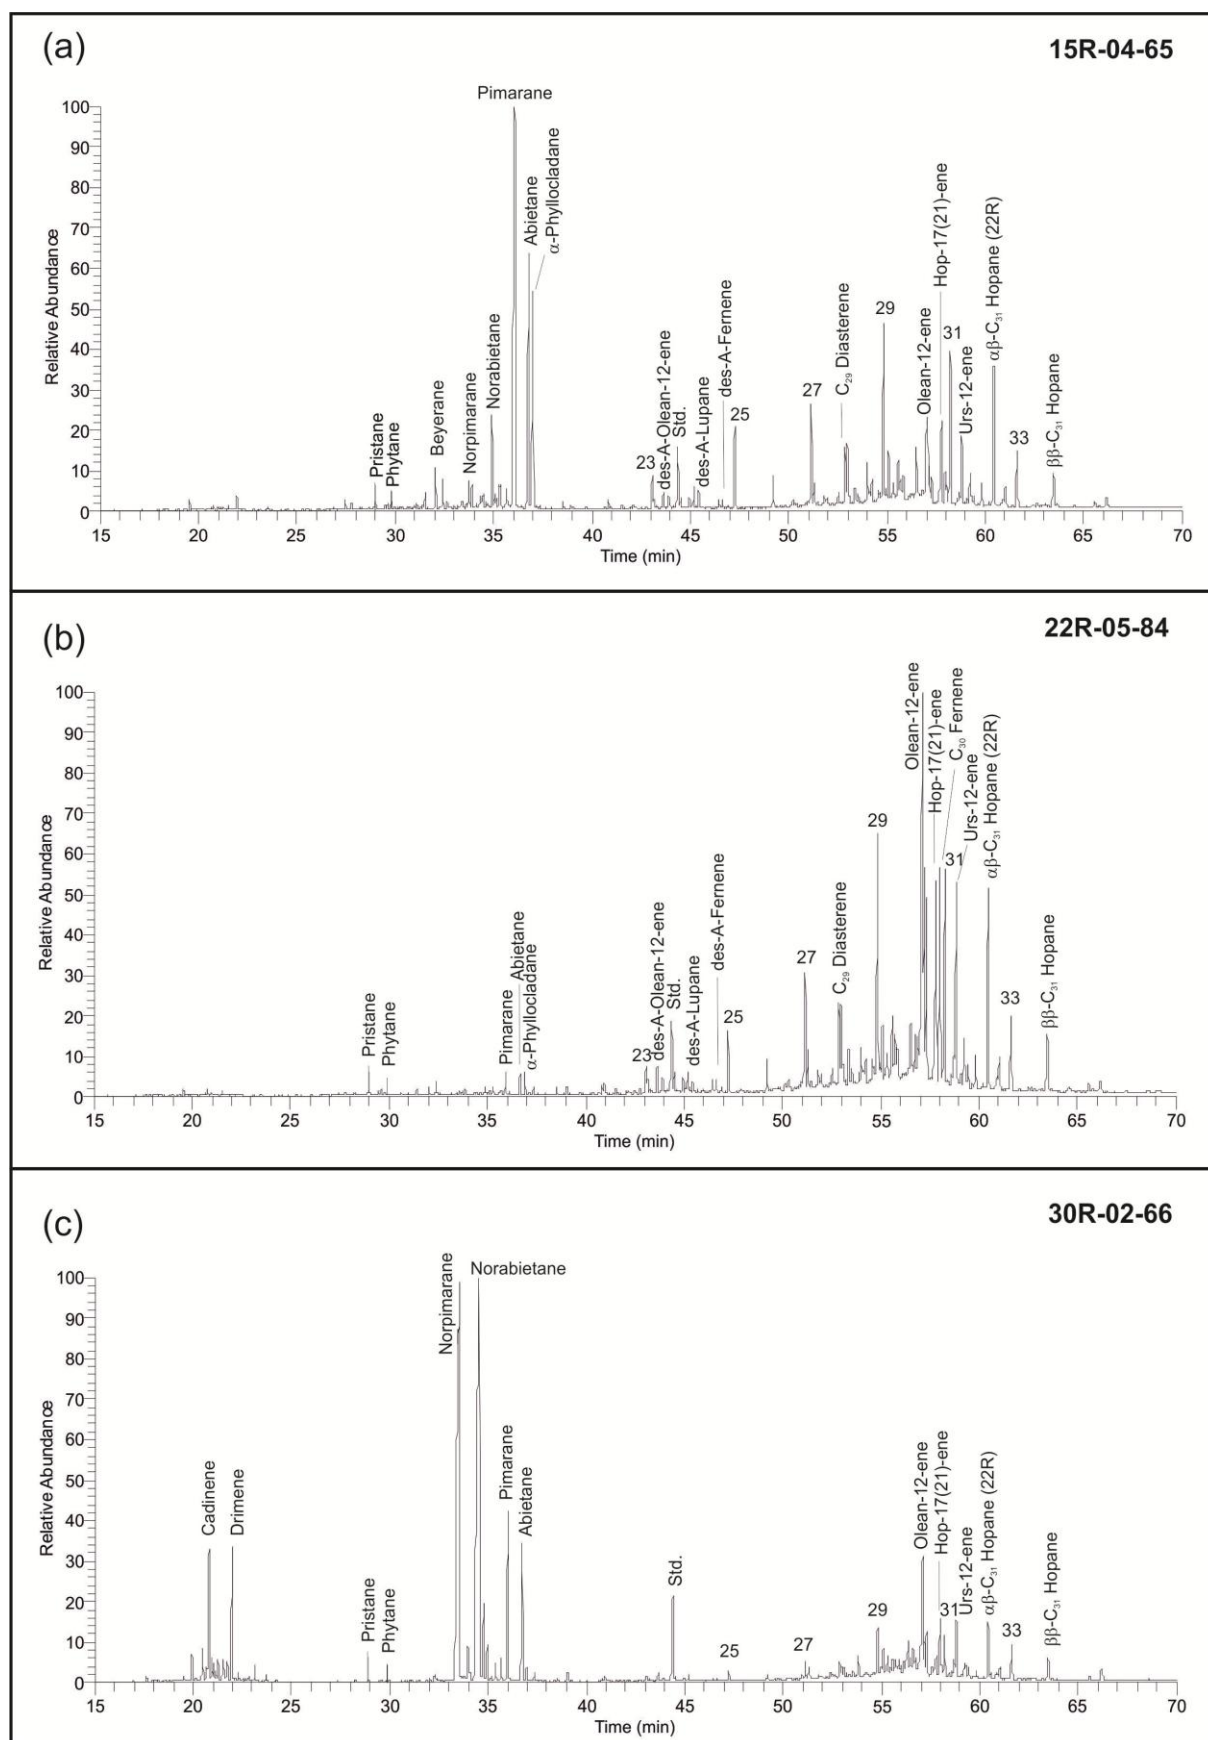 (a)
15R-04-65
Relative Abundance
100
90
80
70
60
50
40
30
20
10
0
Pristane
Phytane
Beyerane
Norpimarane
Norabietane
Pimarane
Abietane
α-Phyllocladane
23
des-A-Olean-12-ene
Std.
des-A-Lupane
des-A-Fernene
25
27
C₂₉ Diasterene
29
Olean-12-ene
Hop-17(21)-ene
31
Urs-12-ene
αβ-C₃₁ Hopane (22R)
33
ββ-C₃₁ Hopane
15 20 25 30 35 40 45 50 55 60 65 70
Time (min)
(b)
22R-05-84
Relative Abundance
100
90
80
70
60
50
40
30
20
10
0
Pristane
Phytane
Pimarane
Abietane
α-Phyllocladane
23
des-A-Olean-12-ene
Std.
des-A-Lupane
des-A-Fernene
25
27
C₂₉ Diasterene
29
Olean-12-ene
Hop-17(21)-ene
C₃₀ Fernene
31
Urs-12-ene
αβ-C₃₁ Hopane (22R)
33
ββ-C₃₁ Hopane
15 20 25 30 35 40 45 50 55 60 65 70
Time (min)
(c)
30R-02-66
Relative Abundance
100
90
80
70
60
50
40
30
20
10
0
Cadinene
Drimene
Pristane
Phytane
Norpimarane
Norabietane
Pimarane
Abietane
Std.
25
27
29
Olean-12-ene
Hop-17(21)-ene
31
Urs-12-ene
αβ-C₃₁ Hopane (22R)
33
ββ-C₃₁ Hopane
15 20 25 30 35 40 45 50 55 60 65 70
Time (min)